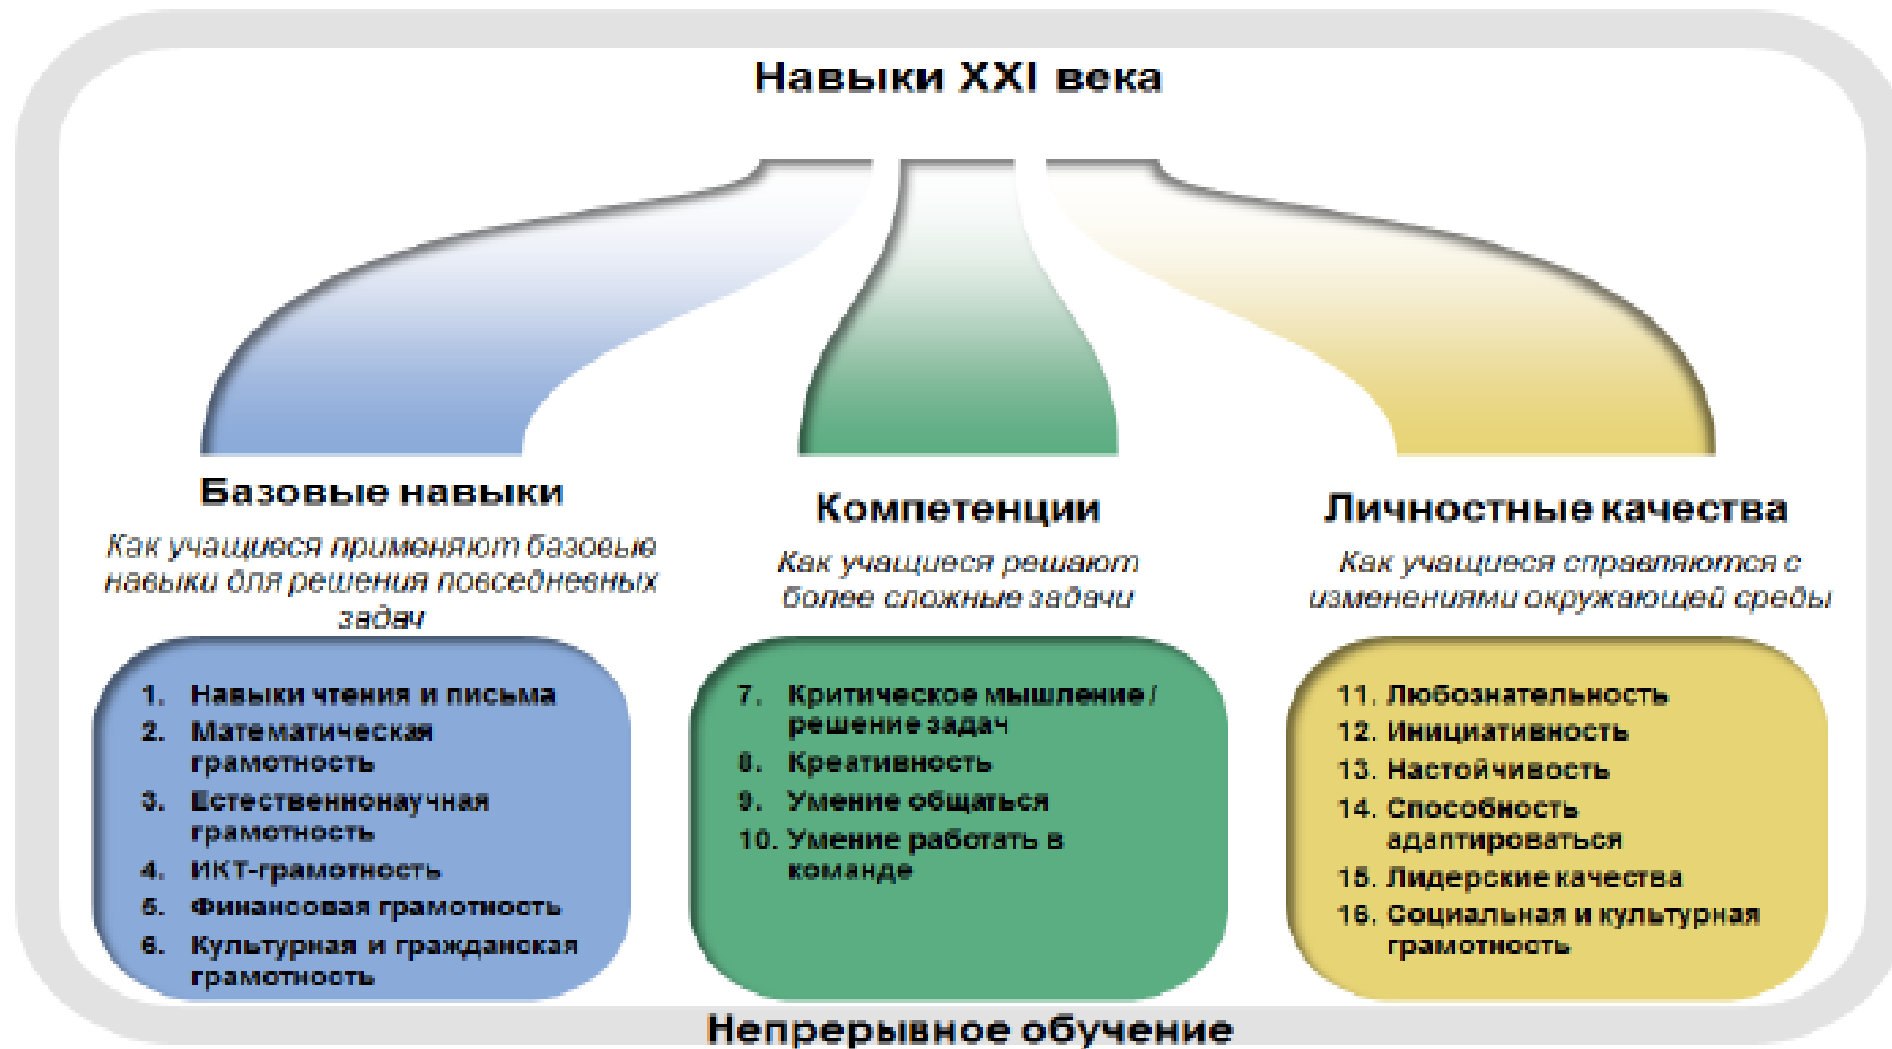 Навыки XXI века
Базовые навыки
Как учащиеся применяют базовые
навыки для решения повседневных
задач
1. Навыки чтения и письма
2. Математическая
грамотность
3. Естественнонаучная
грамотность
4. ИКТ-грамотность
5. Финансовая грамотность
6. Культурная и гражданская
грамотность
Компетенции
Как учащиеся решают
более сложные задачи
7. Критическое мышление /
решение задач
8. Креативность
9. Умение общаться
10. Умение работать в
команде
Личностные качества
Как учащиеся справляются с
изменениями окружающей среды
11. Любознательность
12. Инициативность
13. Настойчивость
14. Способность
адаптироваться
15. Лидерские качества
16. Социальная и культурная
грамотность
Непрерывное обучение